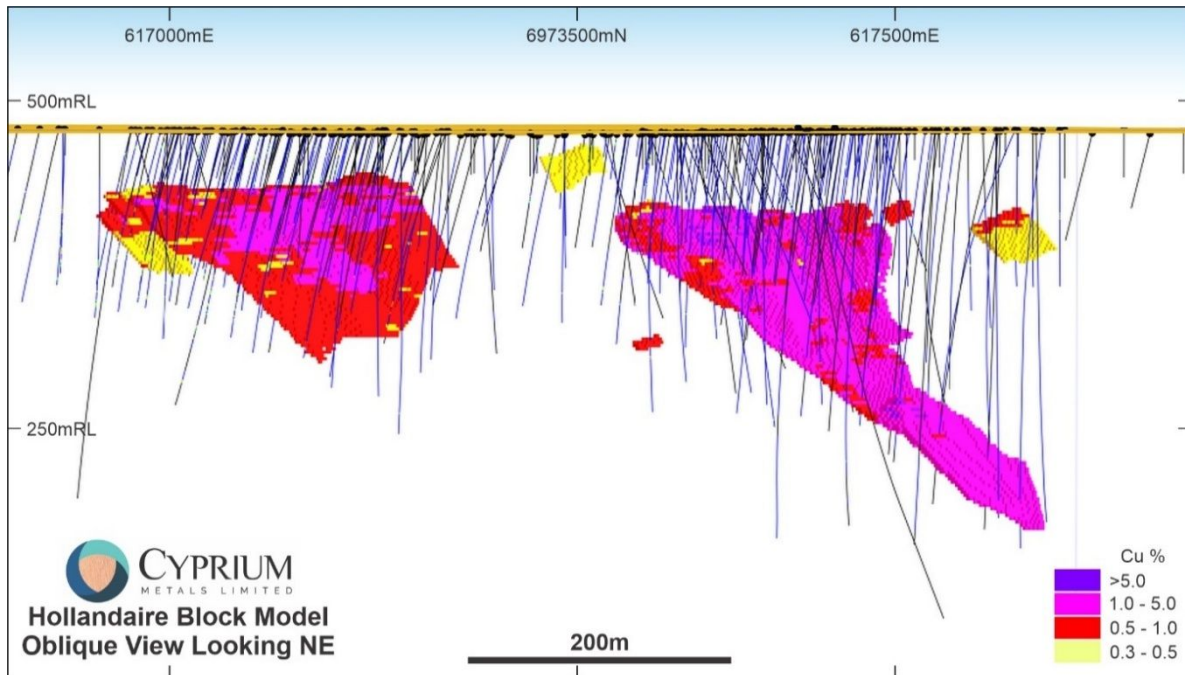 617000mE
6973500mN
617500mE
500mRL
250mRL
CYPRIUM
METALS LIMITED
Hollandaire Block Model
Oblique View Looking NE
200m
Cu %
>5.0
1.0 - 5.0
0.5 - 1.0
0.3 - 0.5